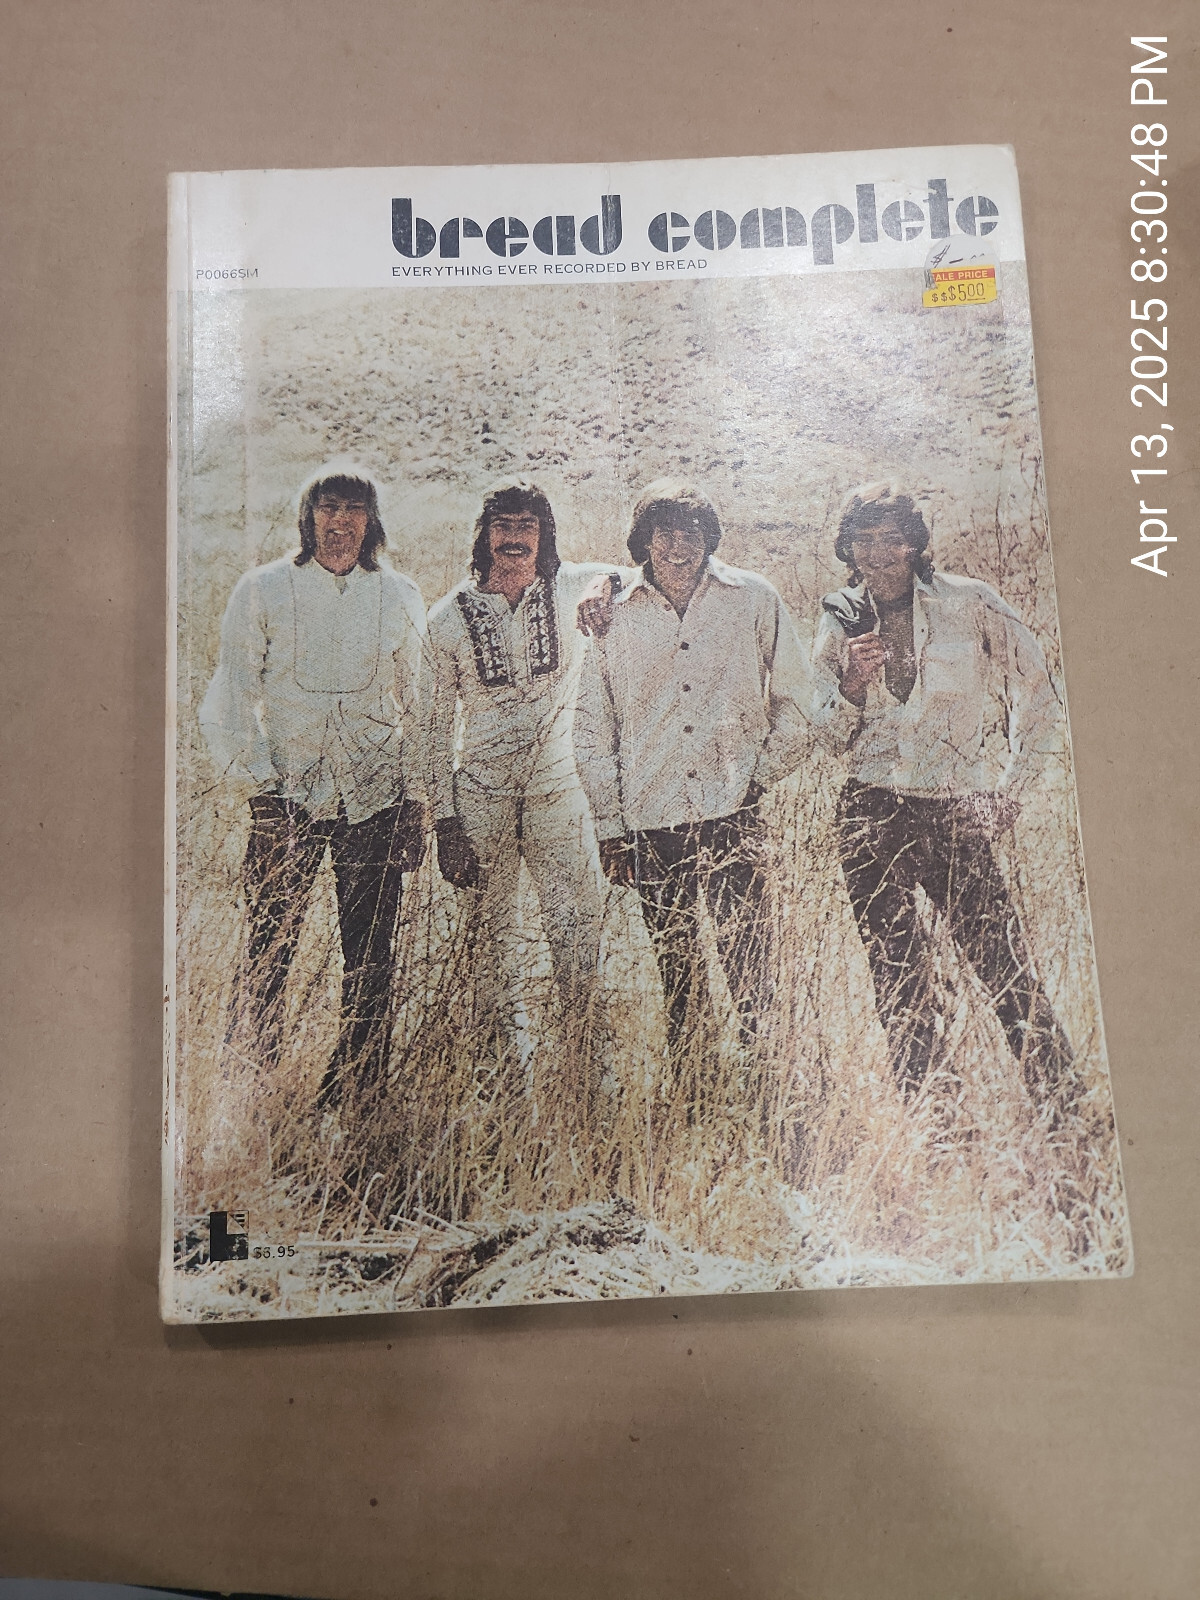 bread complete
EVERYTHING EVER RECORDED BY BREAD
P0066SM
SALE PRICE
$$$5.00
$6.95
Apr 13, 2025 8:30:48 PM